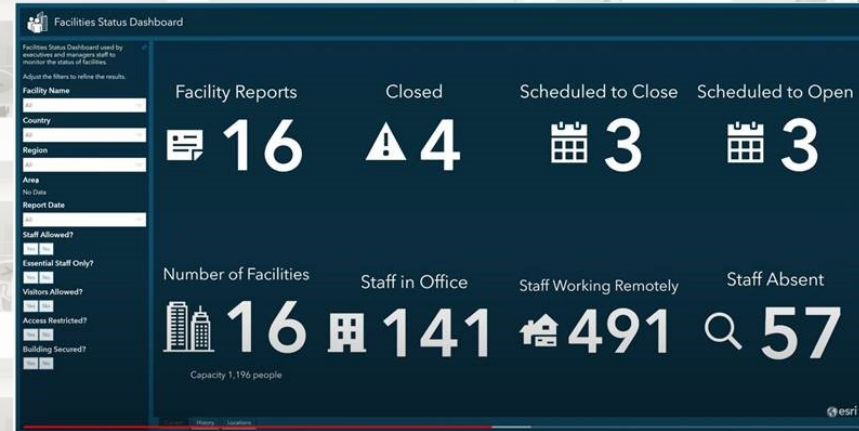 Facilities Status Dashboard
Facilities Status Dashboard used by
executives and managers staff to
monitor the status of facilities.
Adjust the filters to refine the results.
Facility Name
All
Country
All
Region
All
Area
No Data
Report Date
All
Staff Allowed?
Yes No
Essential Staff Only?
Yes No
Visitors Allowed?
Yes No
Access Restricted?
Yes No
Building Secured?
Yes No
Facility Reports
16
Closed
4
Scheduled to Close
3
Scheduled to Open
3
Number of Facilities
16
Capacity 1,196 people
Staff in Office
141
Staff Working Remotely
491
Staff Absent
57
History Locations
esri